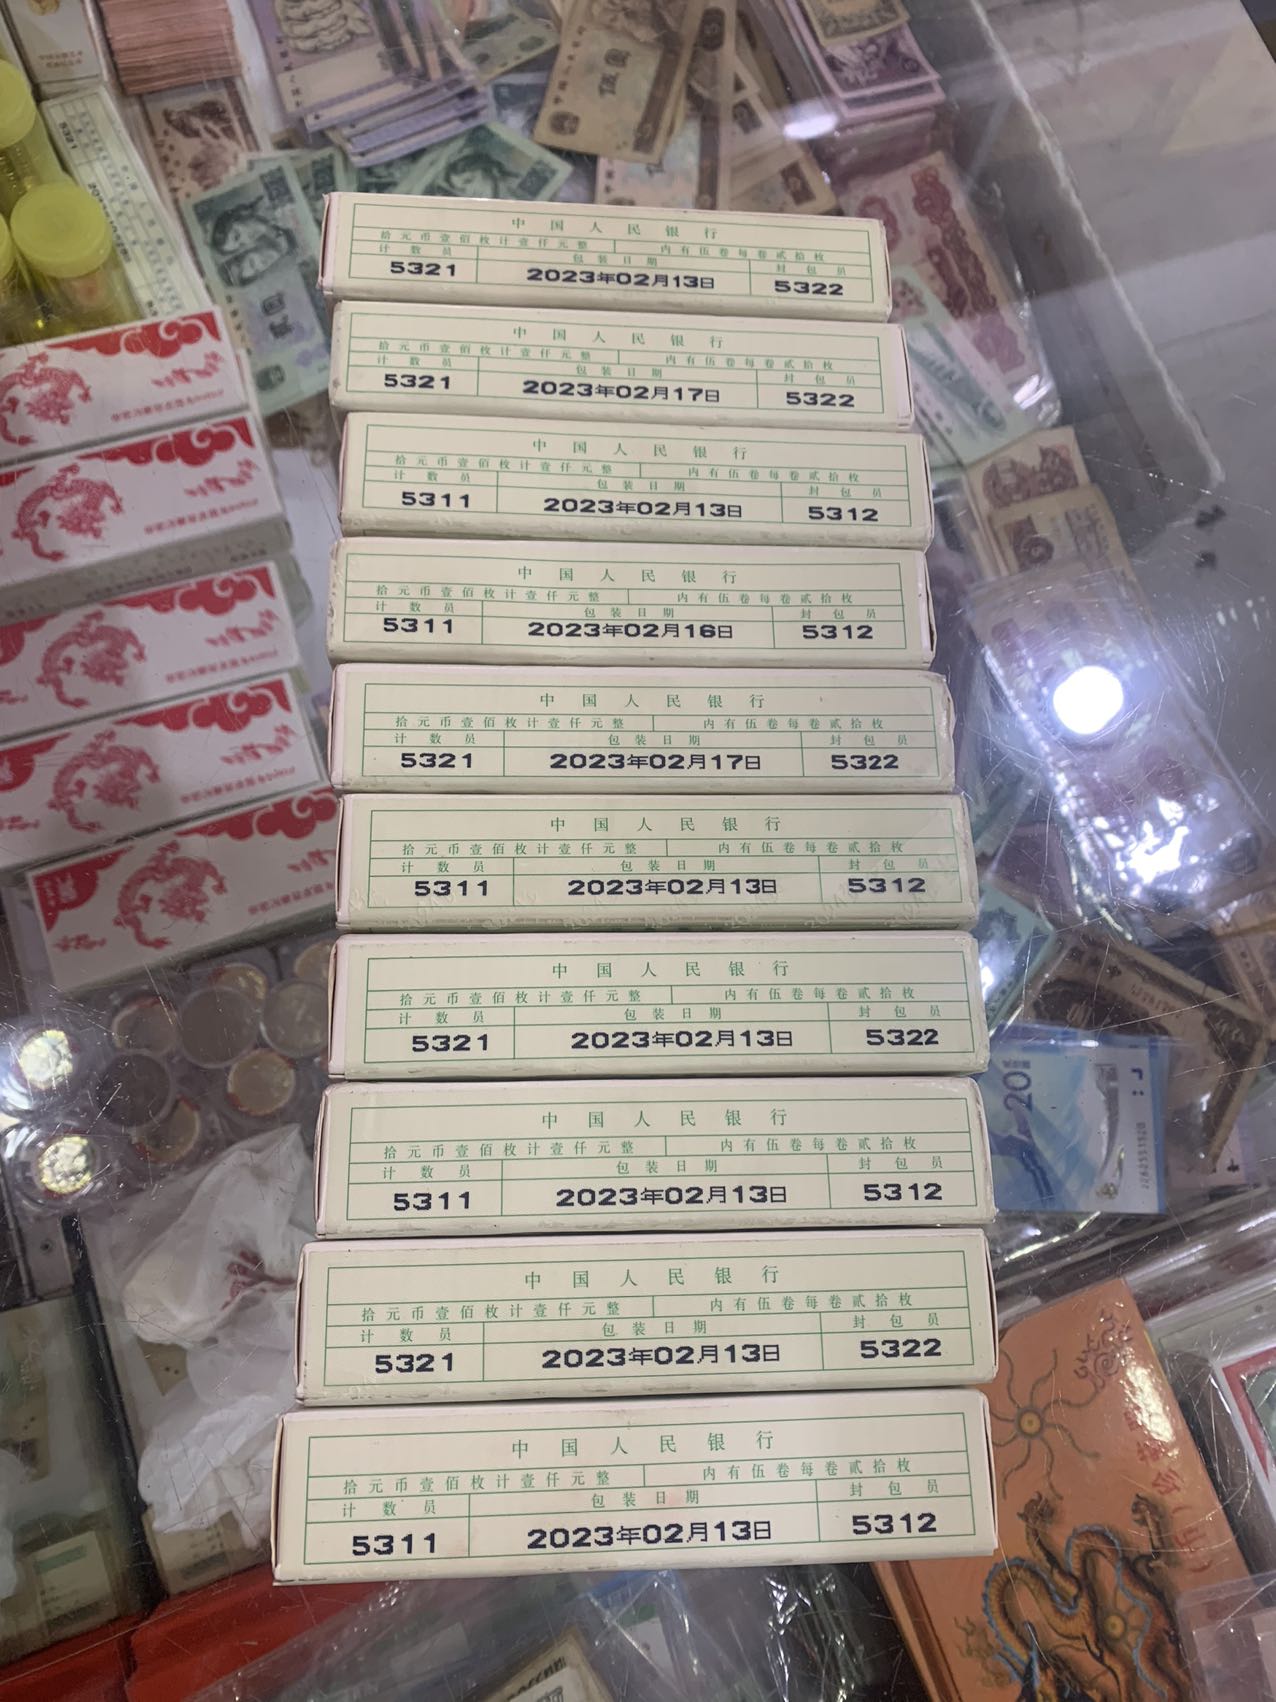 中国人民银行
拾元币壹佰枚计壹仟元整 内有伍卷每卷贰拾枚
计数员 包装日期 封包员
5321 2023年02月13日 5322
中国人民银行
拾元币壹佰枚计壹仟元整 内有伍卷每卷贰拾枚
计数员 包装日期 封包员
5321 2023年02月17日 5322
中国人民银行
拾元币壹佰枚计壹仟元整 内有伍卷每卷贰拾枚
计数员 包装日期 封包员
5311 2023年02月13日 5312
中国人民银行
拾元币壹佰枚计壹仟元整 内有伍卷每卷贰拾枚
计数员 包装日期 封包员
5311 2023年02月16日 5312
中国人民银行
拾元币壹佰枚计壹仟元整 内有伍卷每卷贰拾枚
计数员 包装日期 封包员
5321 2023年02月17日 5322
中国人民银行
拾元币壹佰枚计壹仟元整 内有伍卷每卷贰拾枚
计数员 包装日期 封包员
5311 2023年02月13日 5312
中国人民银行
拾元币壹佰枚计壹仟元整 内有伍卷每卷贰拾枚
计数员 包装日期 封包员
5321 2023年02月13日 5322
中国人民银行
拾元币壹佰枚计壹仟元整 内有伍卷每卷贰拾枚
计数员 包装日期 封包员
5311 2023年02月13日 5312
中国人民银行
拾元币壹佰枚计壹仟元整 内有伍卷每卷贰拾枚
计数员 包装日期 封包员
5321 2023年02月13日 5322
中国人民银行
拾元币壹佰枚计壹仟元整 内有伍卷每卷贰拾枚
计数员 包装日期 封包员
5311 2023年02月13日 5312
5321
伍圆
贰圆
20